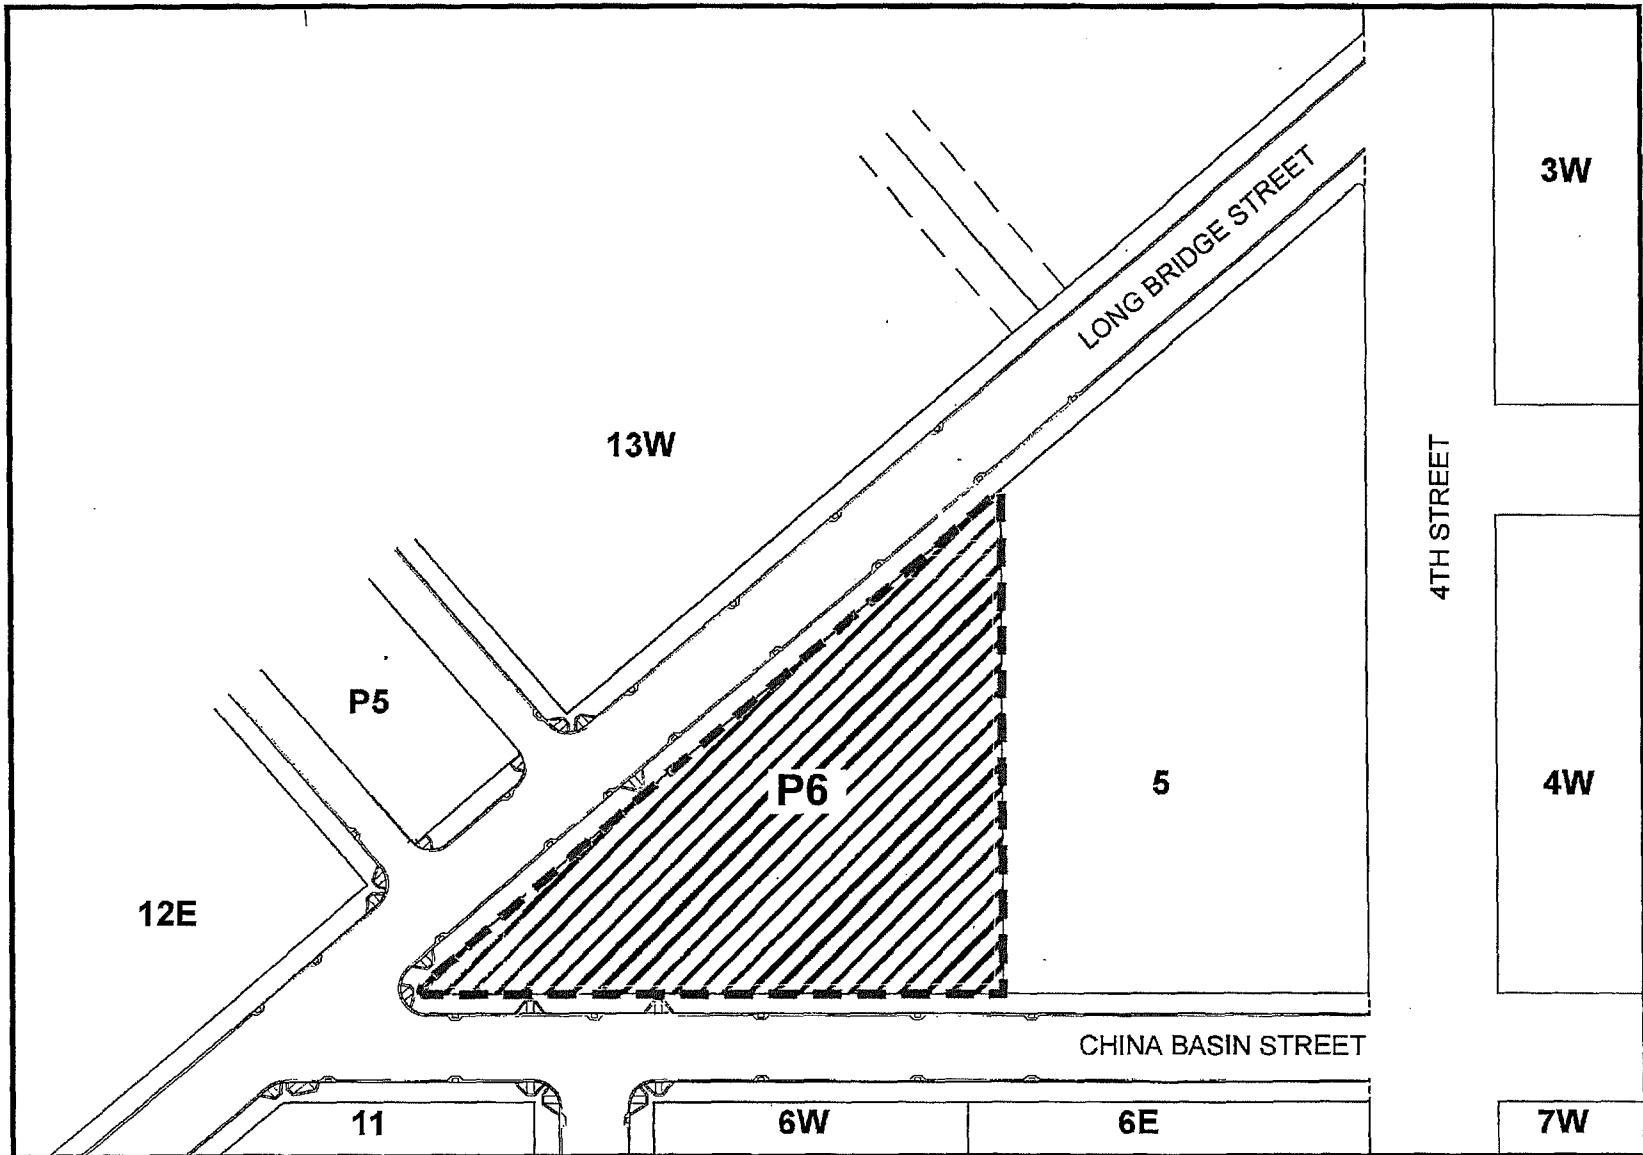 3W
LONG BRIDGE STREET
13W
4TH STREET
P5
P6
5
4W
12E
CHINA BASIN STREET
11
6W
6E
7W